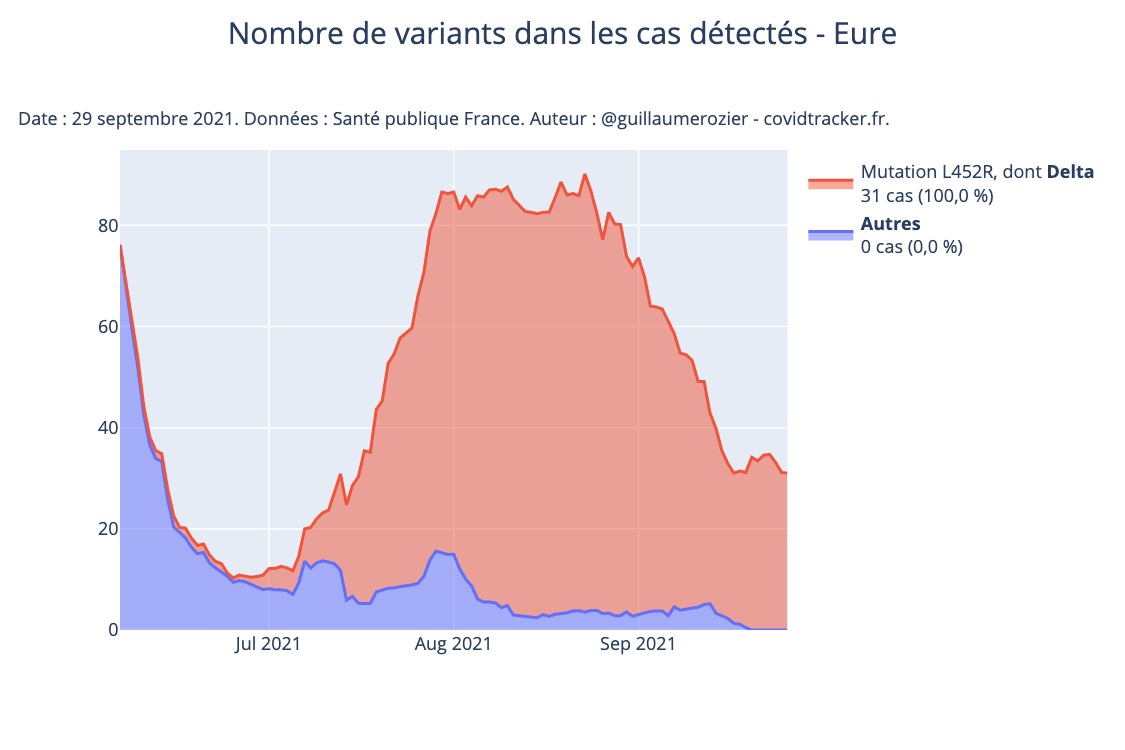 Nombre de variants dans les cas détectés - Eure
Date : 29 septembre 2021. Données : Santé publique France. Auteur : @guillaumerozier - covidtracker.fr.
Mutation L452R, dont Delta
31 cas (100,0 %)
Autres
0 cas (0,0 %)
80
60
40
20
0
Jul 2021
Aug 2021
Sep 2021